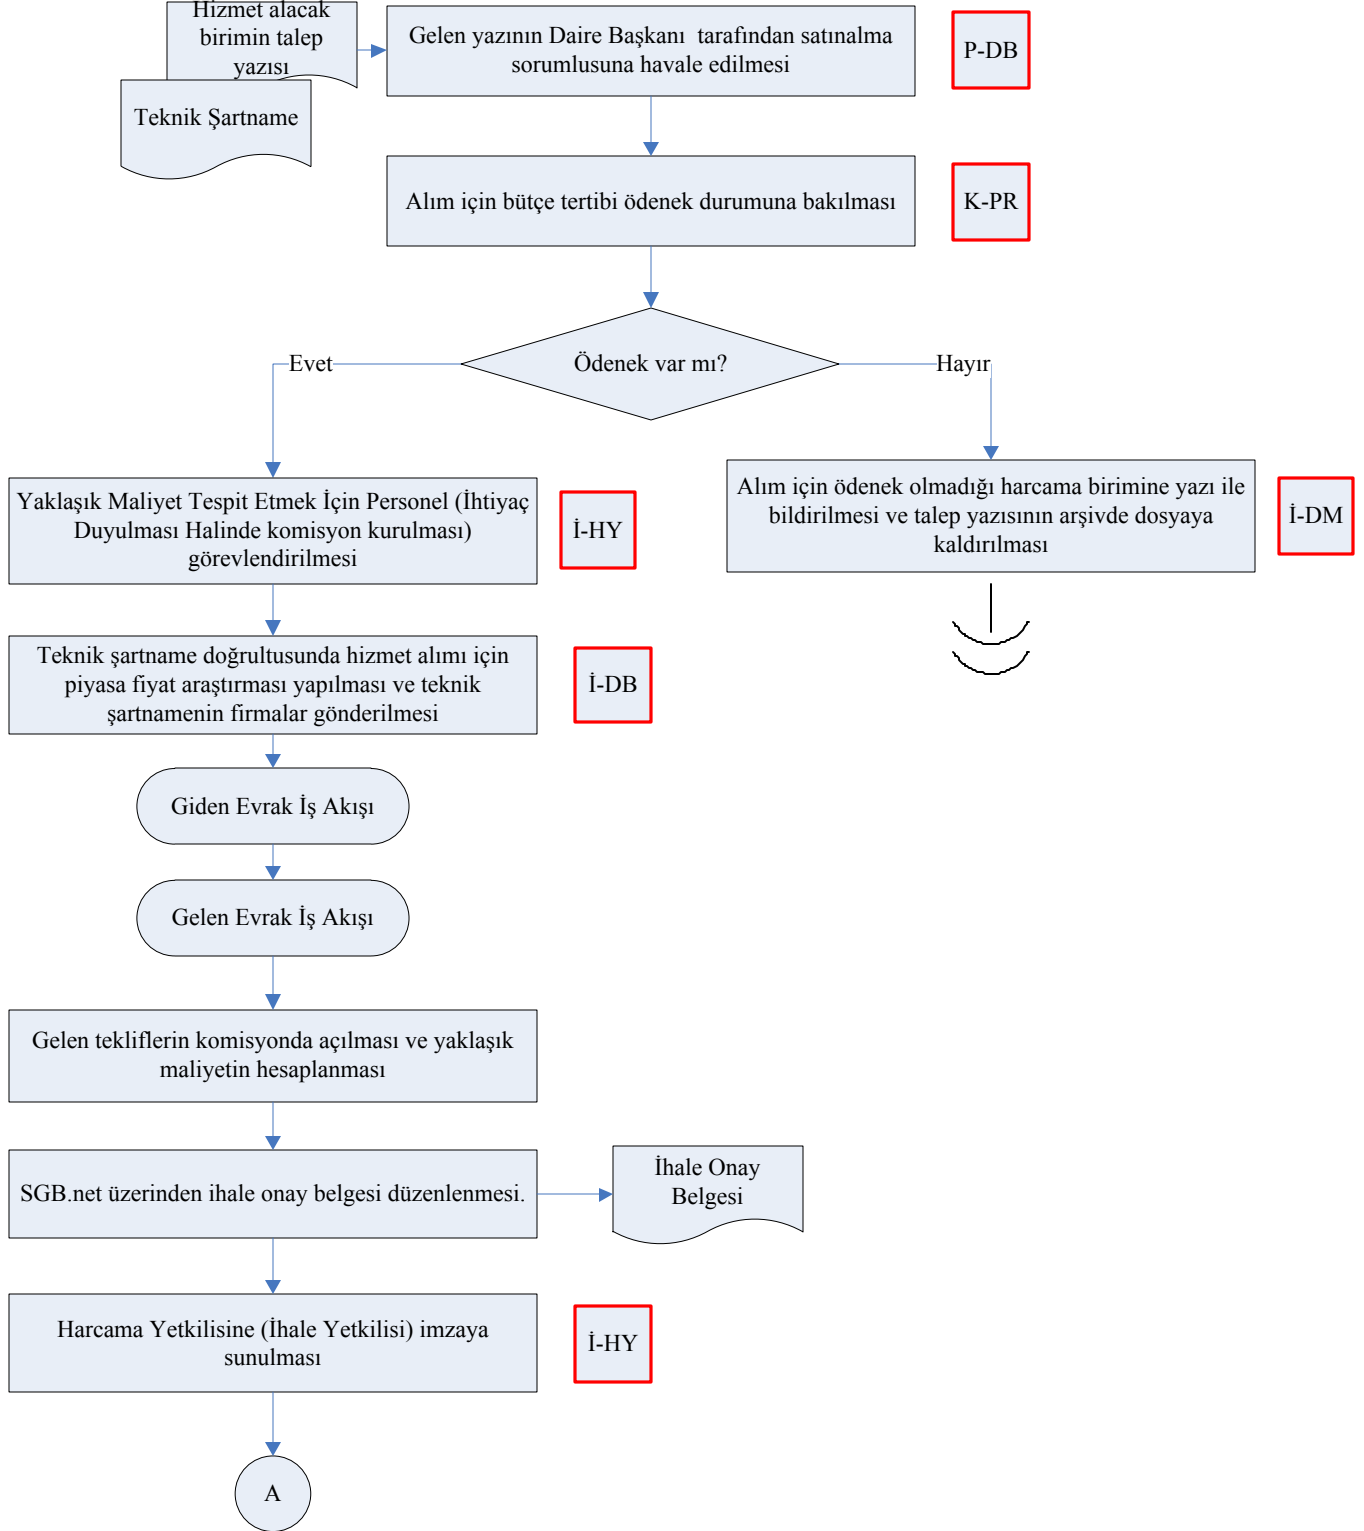 Hizmet alacak
birimin talep
yazısı
Teknik Şartname
Gelen yazının Daire Başkanı tarafından satınalma
sorumlusuna havale edilmesi
P-DB
Alım için bütçe tertibi ödenek durumuna bakılması
K-PR
Ödenek var mı?
Evet
Hayır
Yaklaşık Maliyet Tespit Etmek İçin Personel (İhtiyaç
Duyulması Halinde komisyon kurulması)
görevlendirilmesi
İ-HY
Alım için ödenek olmadığı harcama birimine yazı ile
bildirilmesi ve talep yazısının arşivde dosyaya
kaldırılması
İ-DM
Teknik şartname doğrultusunda hizmet alımı için
piyasa fiyat araştırması yapılması ve teknik
şartnamenin firmalar gönderilmesi
İ-DB
Giden Evrak İş Akışı
Gelen Evrak İş Akışı
Gelen tekliflerin komisyonda açılması ve yaklaşık
maliyetin hesaplanması
SGB.net üzerinden ihale onay belgesi düzenlenmesi.
İhale Onay
Belgesi
Harcama Yetkilisine (İhale Yetkilisi) imzaya
sunulması
İ-HY
A